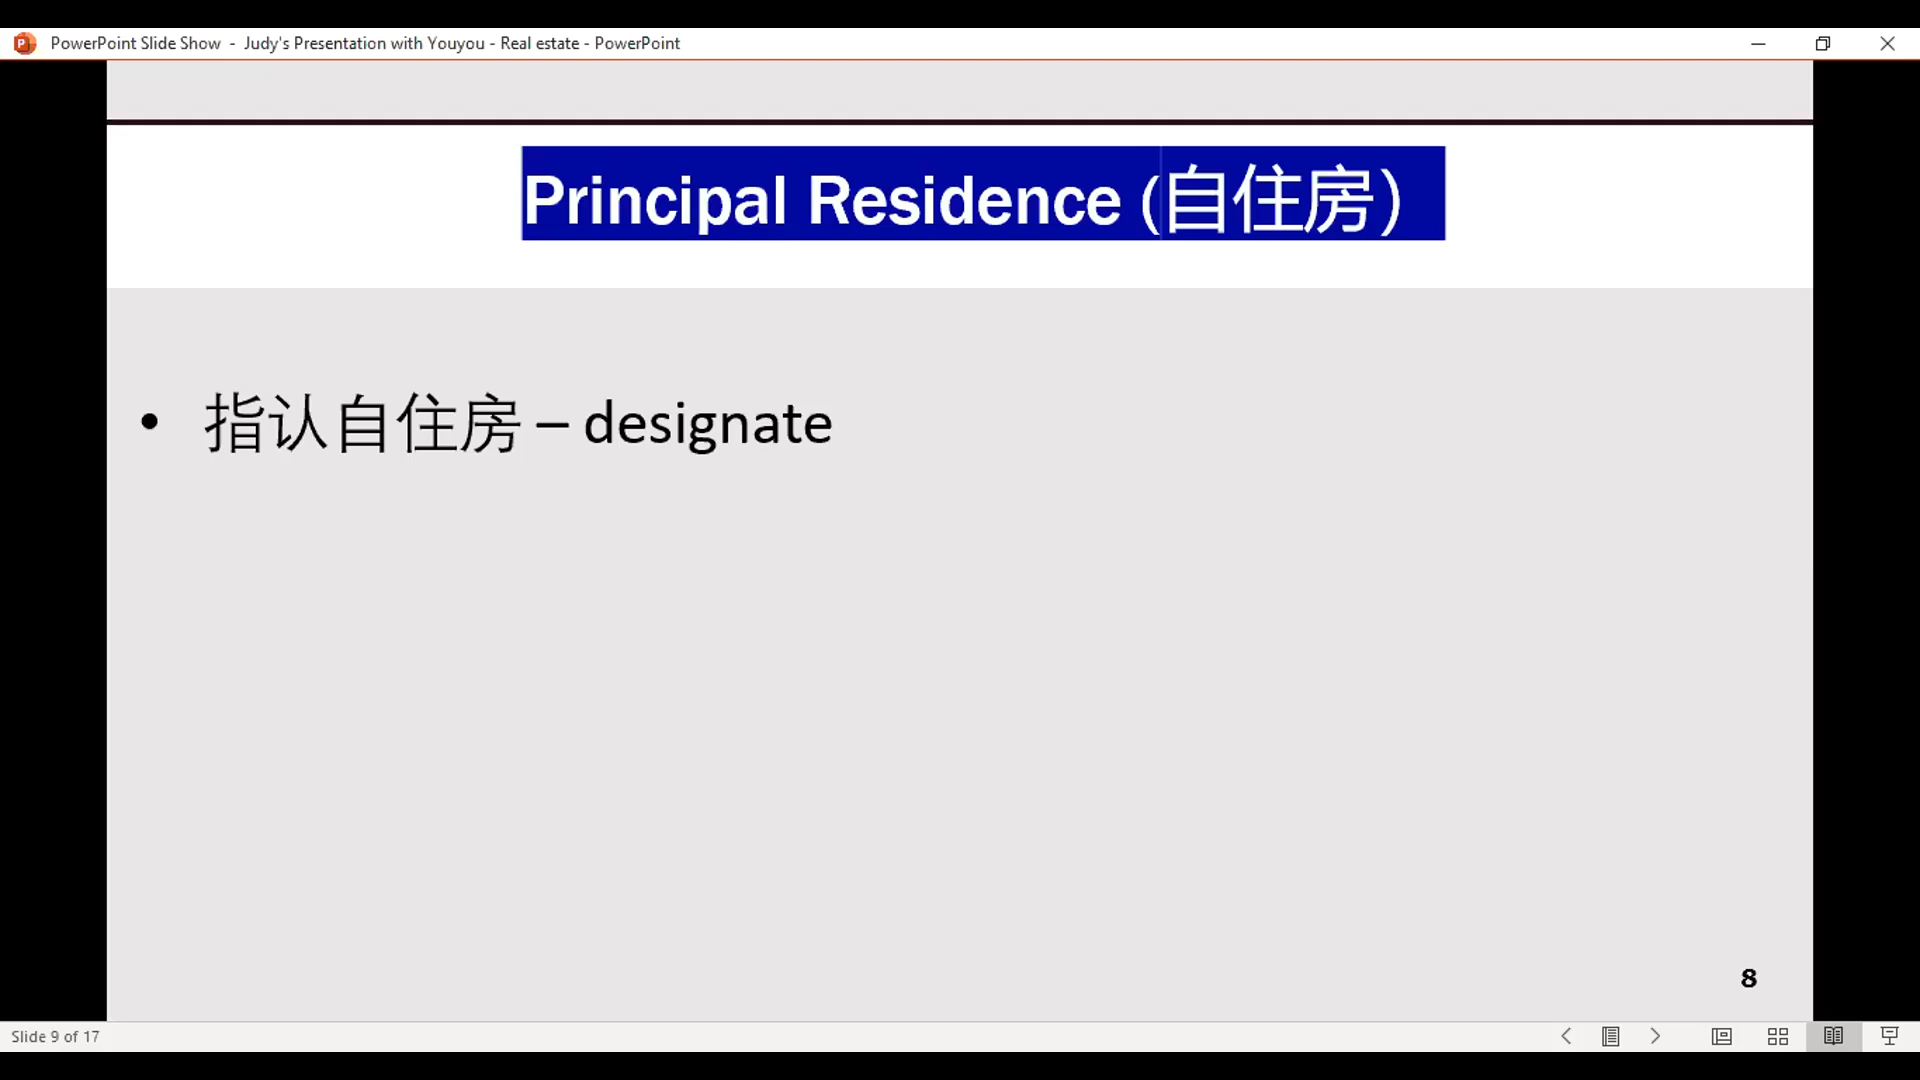 PowerPoint Slide Show - Judy's Presentation with Youyou - Real estate - PowerPoint
Principal Residence (自住房)
• 指认自住房 – designate
8
Slide 9 of 17